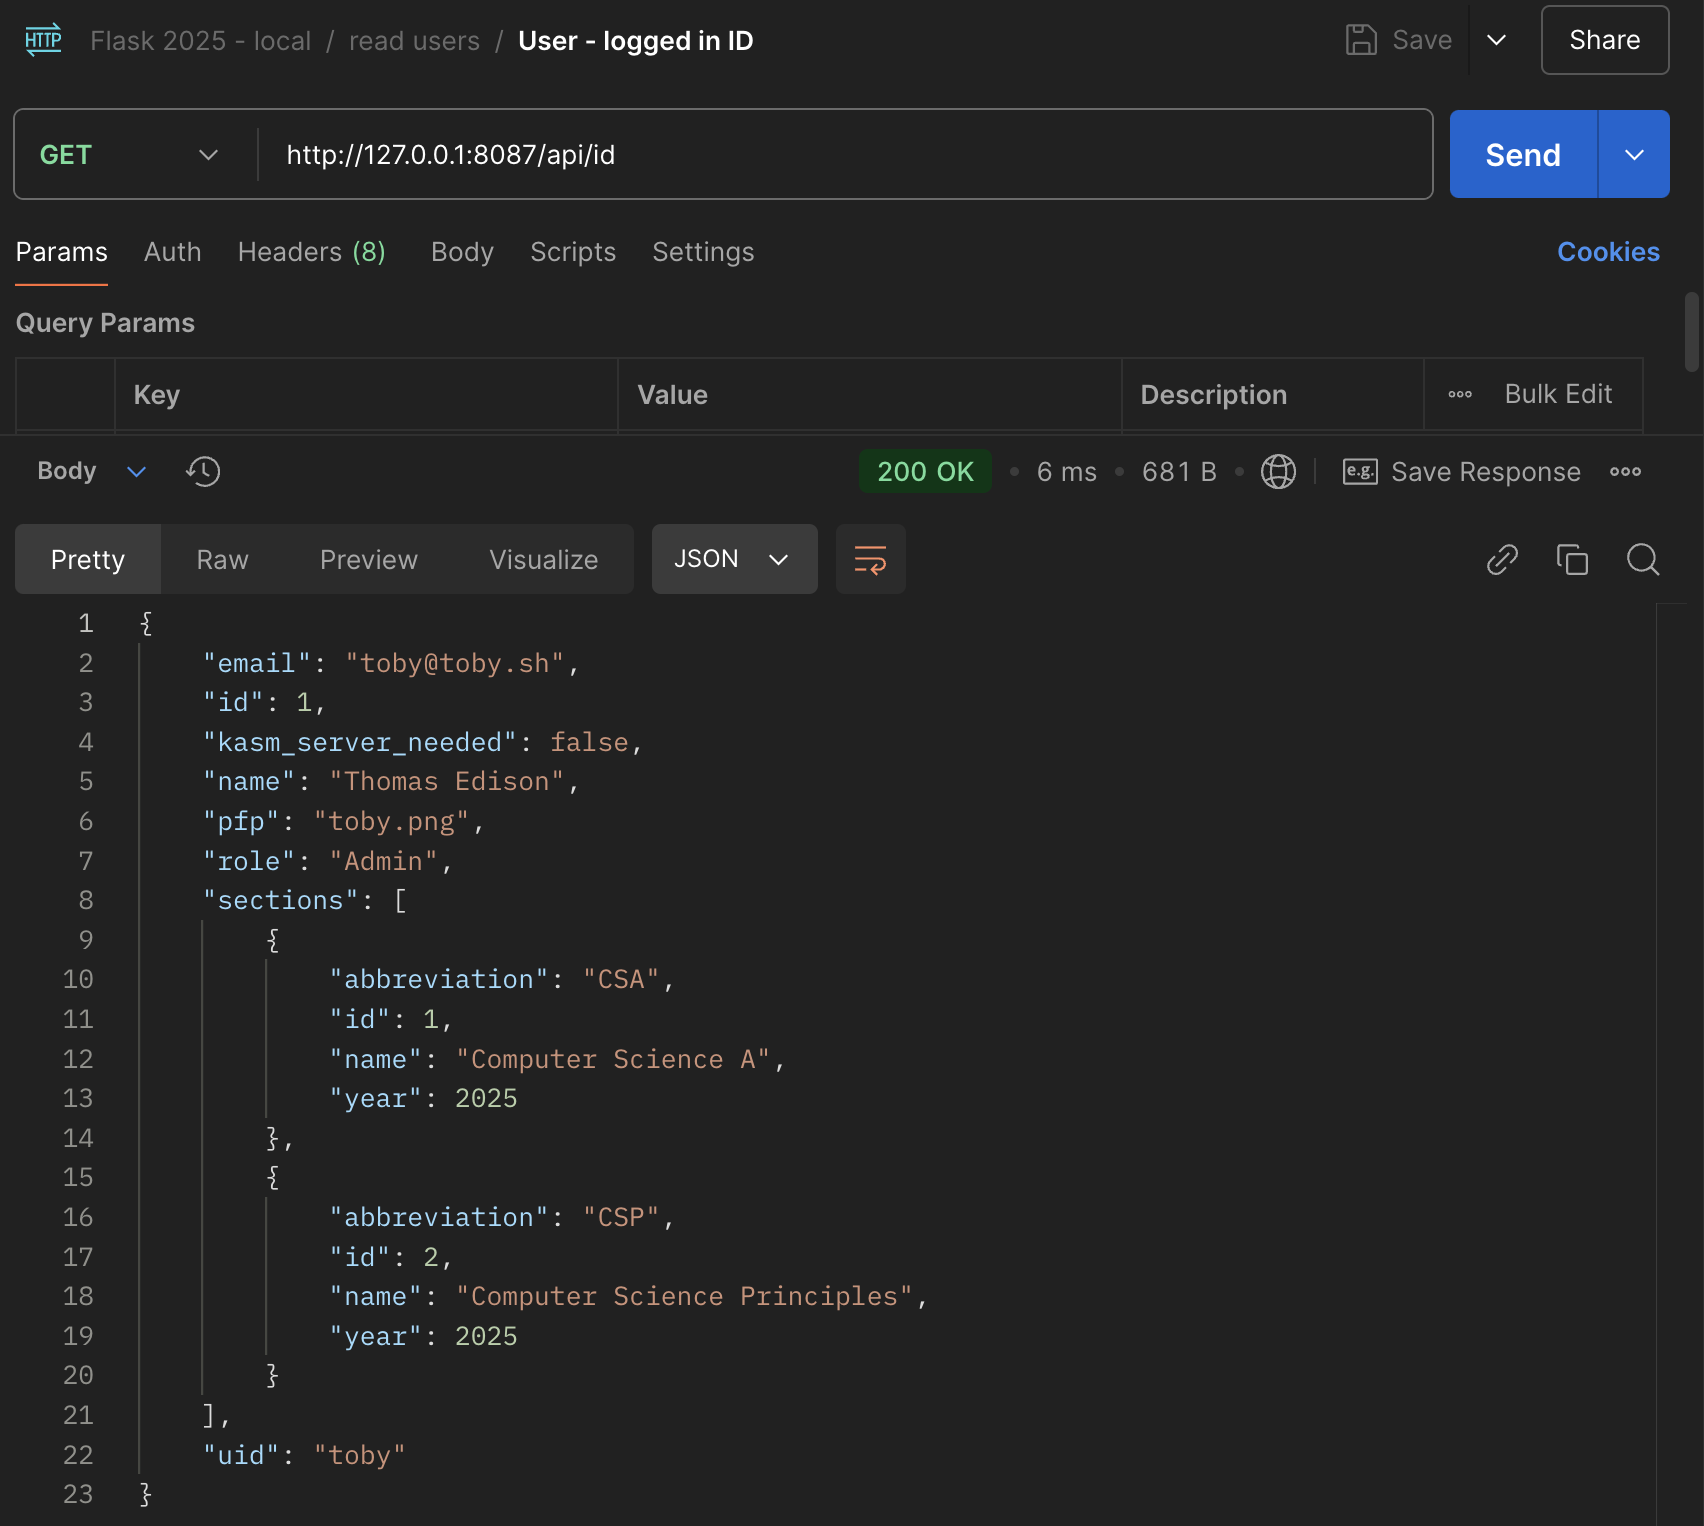 HTTP Flask 2025 - local / read users / User - logged in ID Save Share
GET http://127.0.0.1:8087/api/id Send
Params Auth Headers (8) Body Scripts Settings Cookies
Query Params
Key Value Description Bulk Edit
Body 200 OK 6 ms 681 B e.g. Save Response
Pretty Raw Preview Visualize JSON
1 {
2 "email": "toby@toby.sh",
3 "id": 1,
4 "kasm_server_needed": false,
5 "name": "Thomas Edison",
6 "pfp": "toby.png",
7 "role": "Admin",
8 "sections": [
9 {
10 "abbreviation": "CSA",
11 "id": 1,
12 "name": "Computer Science A",
13 "year": 2025
14 },
15 {
16 "abbreviation": "CSP",
17 "id": 2,
18 "name": "Computer Science Principles",
19 "year": 2025
20 }
21 ],
22 "uid": "toby"
23 }